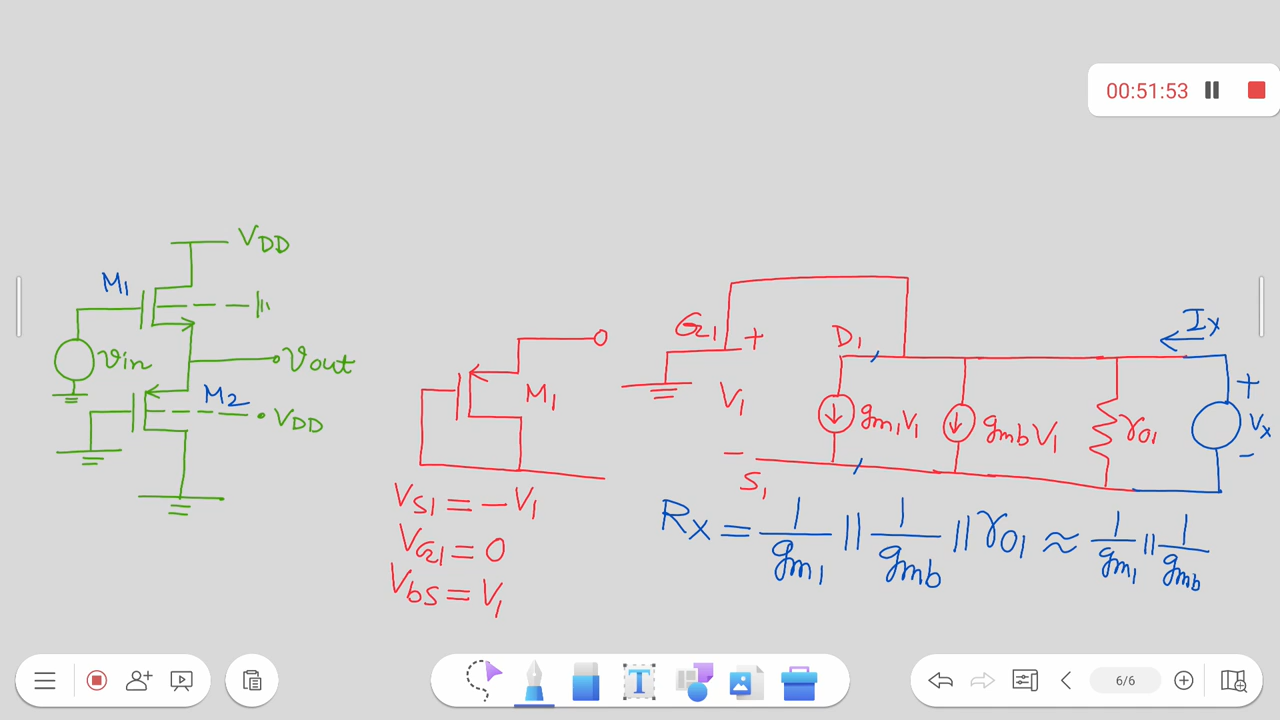 00:51:53
VDD
M1
Vin
Vout
M2
VDD
M1
VS1 = -V1
VG1 = 0
Vbs = V1
G1
+
V1
-
S1
D1
gm1V1
gmbV1
ro1
Ix
+
Vx
-
Rx = 1/gm1 || 1/gmb || ro1 ≈ 1/gm1 || 1/gmb
T
6/6